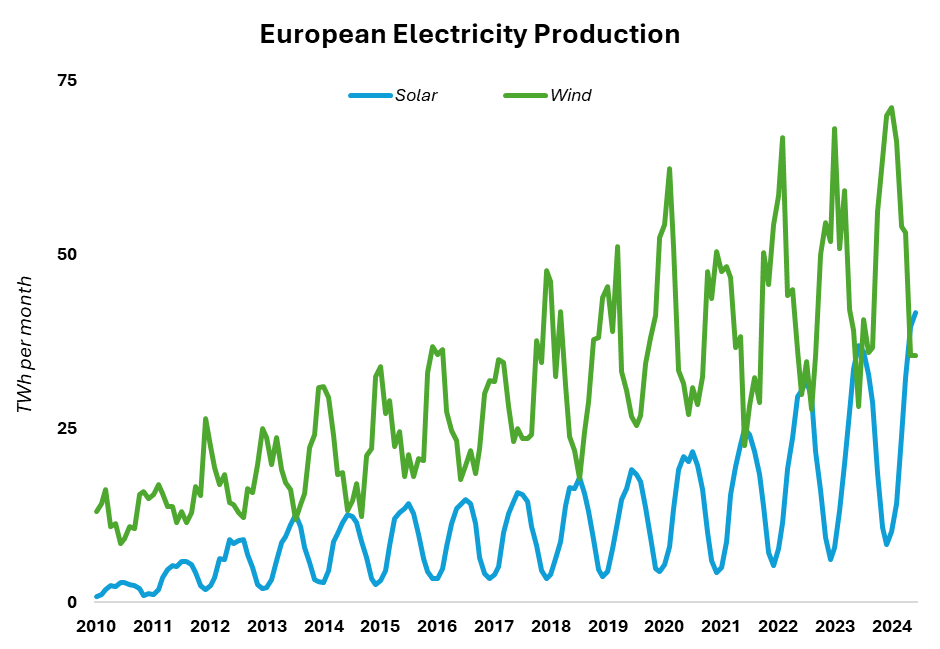 European Electricity Production
75
Solar Wind
50
TWh per month
25
0
2010 2011 2012 2013 2014 2015 2016 2017 2018 2019 2020 2021 2022 2023 2024